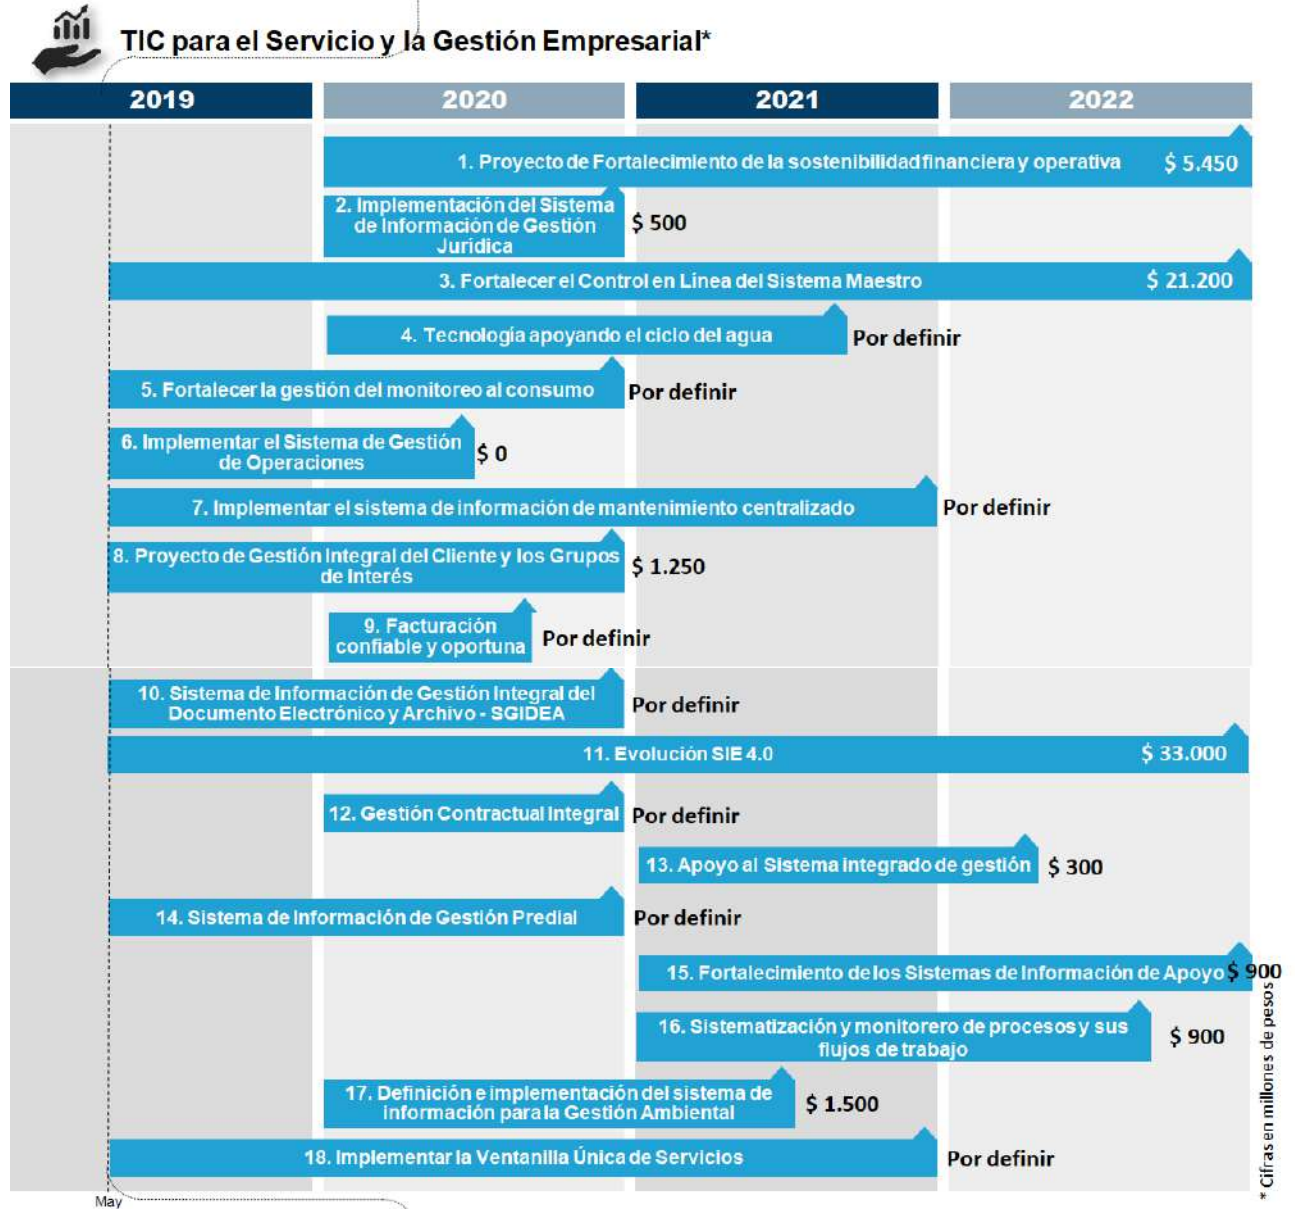 TIC para el Servicio y la Gestión Empresarial*
2019 2020 2021 2022
1. Proyecto de Fortalecimiento de la sostenibilidad financiera y operativa $ 5.450
2. Implementación del Sistema
de Información de Gestión
Jurídica
$ 500
3. Fortalecer el Control en Línea del Sistema Maestro $ 21.200
4. Tecnología apoyando el ciclo del agua Por definir
5. Fortalecer la gestión del monitoreo al consumo Por definir
6. Implementar el Sistema de Gestión
de Operaciones
$ 0
7. Implementar el sistema de información de mantenimiento centralizado Por definir
8. Proyecto de Gestión Integral del Cliente y los Grupos
de Interés
$ 1.250
9. Facturación
confiable y oportuna
Por definir
10. Sistema de Información de Gestión Integral del
Documento Electrónico y Archivo - SGIDEA
Por definir
11. Evolución SIE 4.0 $ 33.000
12. Gestión Contractual Integral Por definir
13. Apoyo al Sistema integrado de gestión $ 300
14. Sistema de Información de Gestión Predial Por definir
15. Fortalecimiento de los Sistemas de Información de Apoyo $ 900
16. Sistematización y monitorero de procesos y sus
flujos de trabajo
$ 900
17. Definición e implementación del sistema de
información para la Gestión Ambiental
$ 1.500
18. Implementar la Ventanilla Única de Servicios Por definir
* Cifras en millones de pesos
May